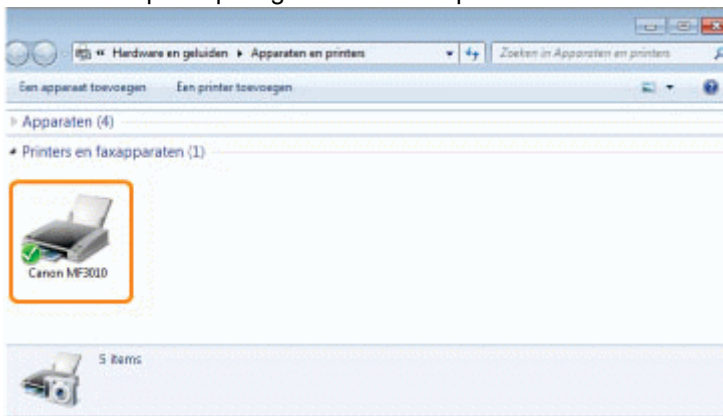 « Hardware en geluiden ▸ Apparaten en printers
Zoeken in Apparaten en printers
Een apparaat toevoegen Een printer toevoegen
Apparaten (4)
Printers en faxapparaten (1)
Canon MF3010
5 items